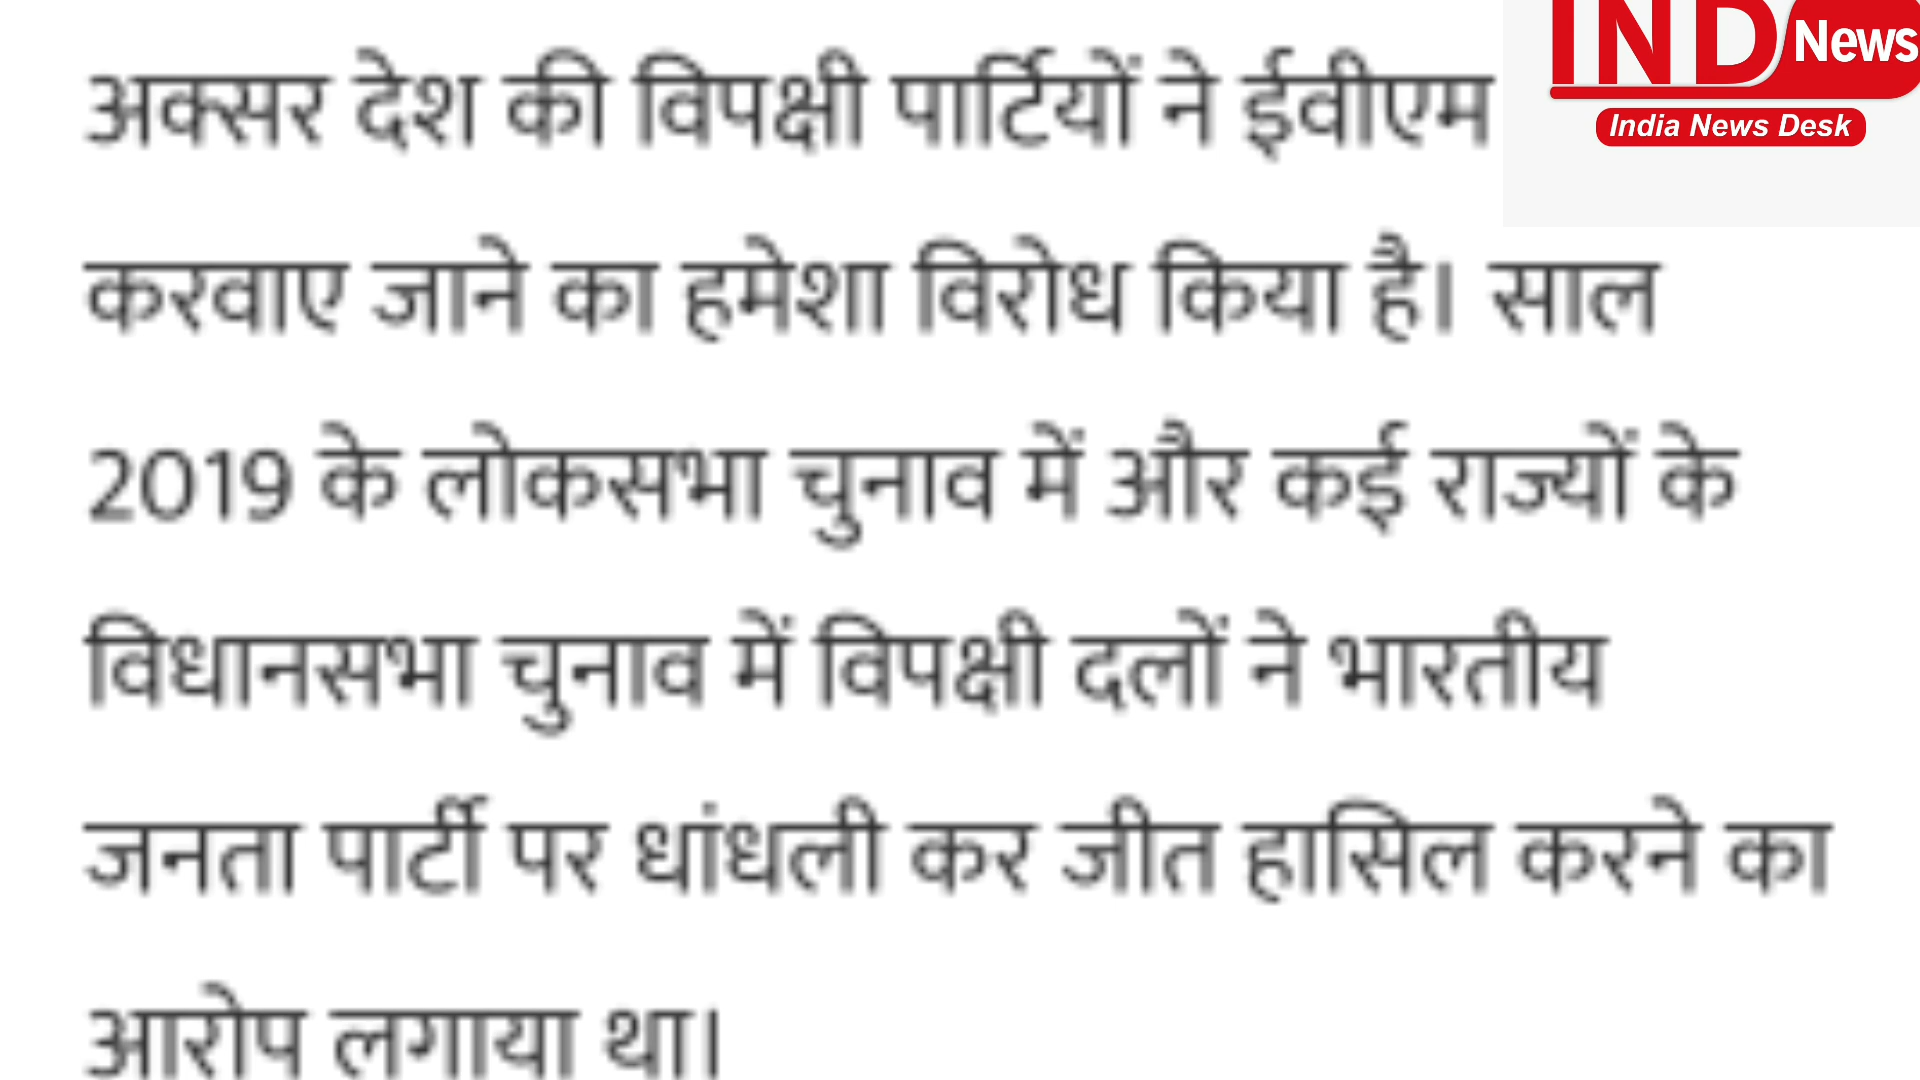 IND News
India News Desk
अक्सर देश की विपक्षी पार्टियों ने ईवीएम
करवाए जाने का हमेशा विरोध किया है। साल
2019 के लोकसभा चुनाव में और कई राज्यों के
विधानसभा चुनाव में विपक्षी दलों ने भारतीय
जनता पार्टी पर धांधली कर जीत हासिल करने का
आरोप लगाया था।